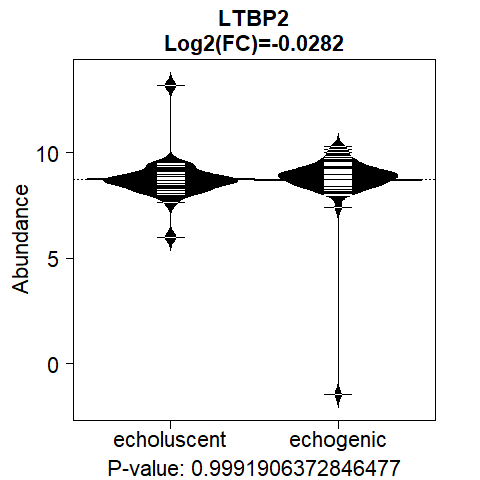 LTBP2
Log2(FC)=-0.0282
10
5
0
Abundance
echoluscent echogenic
P-value: 0.9991906372846477